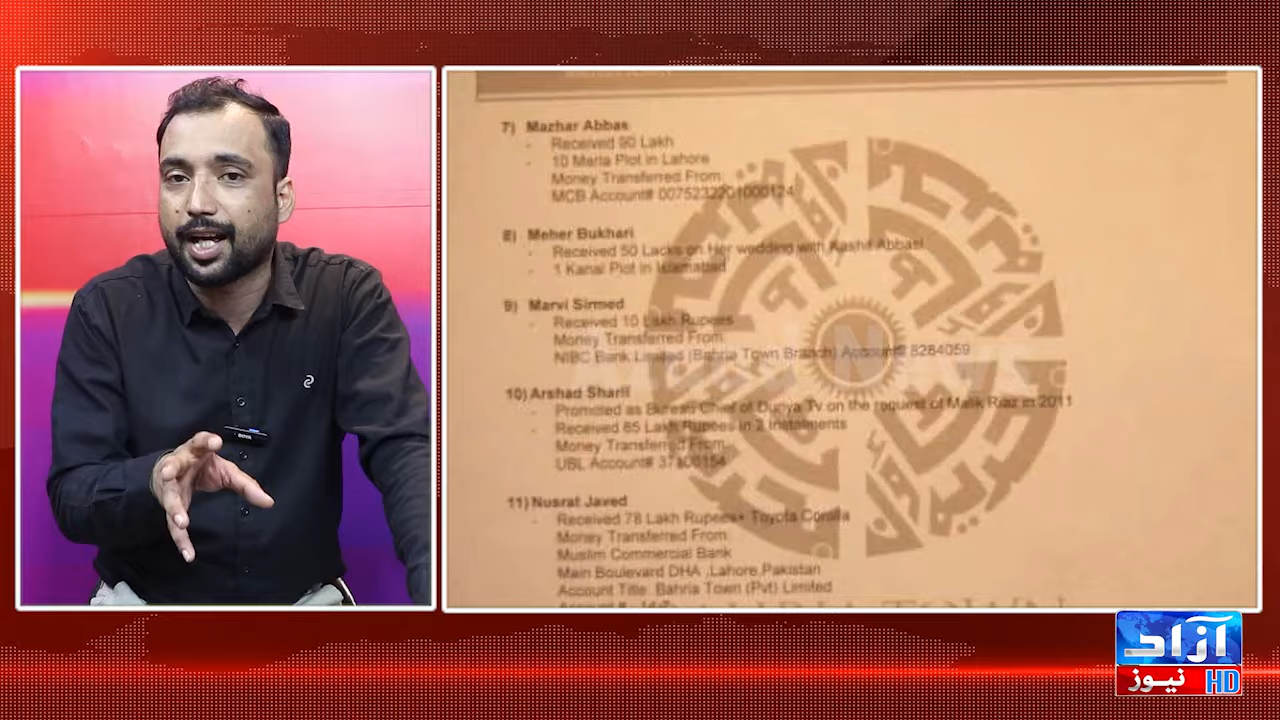 7) Mazhar Abbas
- Received 90 Lakh
- 10 Merla Plot in Lahore
Money Transferred From
MCB Account# 0075232201000124
8) Meher Bukhari
- Received 50 Lacks on Her wedding with Kashif Abbasi
- 1 Kanal Plot in Islamabad
9) Marvi Sirmed
- Received 10 Lakh Rupees
Money Transferred From
NIBC Bank Limited (Bahria Town Branch) Account# 8284059
10) Arshad Sharif
- Promoted as Bureau Chief of Dunya Tv on the request of Malik Riaz in 2011
- Received 85 Lakh Rupees in 2 Instalments
Money Transferred From
UBL Account#
11) Nusrat Javed
- Received 78 Lakh Rupees+ Toyota Corolla
Money Transferred From
Muslim Commercial Bank
Main Boulevard DHA ,Lahore,Pakistan
Account Title: Bahria Town (Pvt) Limited
BOYA
آزاد
نیوز HD